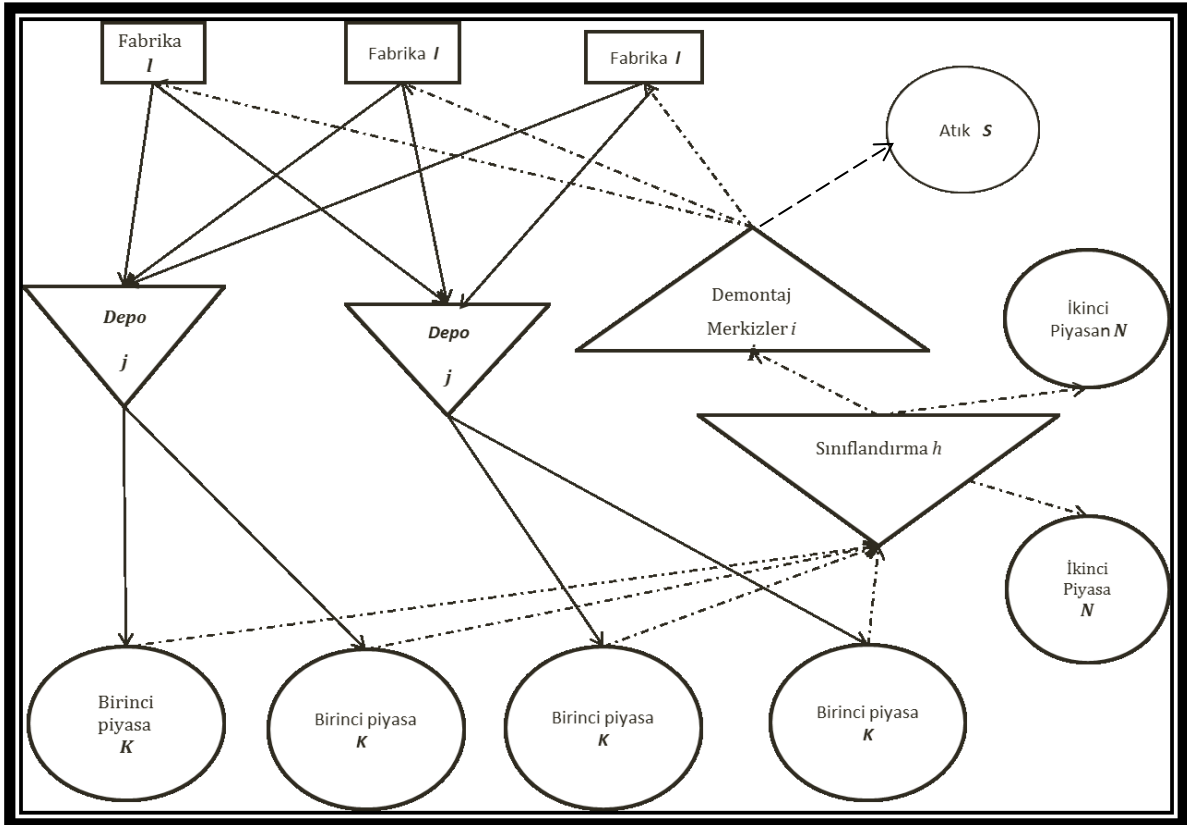 Fabrika
l
Fabrika l
Fabrika l
Atık S
Depo
j
Depo
j
Demontaj
Merkizler i
İkinci
Piyasan N
Sınıflandırma h
İkinci
Piyasa
N
Birinci
piyasa
K
Birinci piyasa
K
Birinci piyasa
K
Birinci piyasa
K